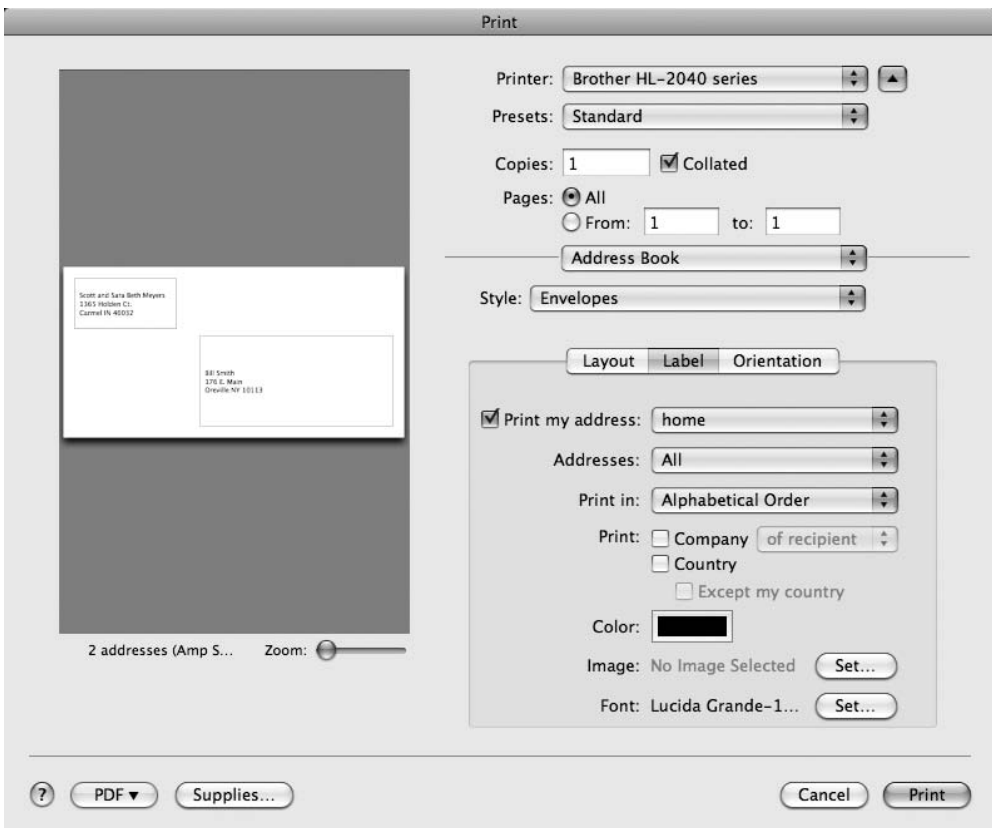 Print
Printer: Brother HL-2040 series
Presets: Standard
Copies: 1 Collated
Pages: All
From: 1 to: 1
Address Book
Style: Envelopes
Layout Label Orientation
Print my address: home
Addresses: All
Print in: Alphabetical Order
Print: Company of recipient
Country
Except my country
Color:
Image: No Image Selected Set...
Font: Lucida Grande-1... Set...
Scott and Sara Beth Meyers
1365 Holden Ct.
Carmel IN 46032
Bill Smith
176 E. Main
Oreville NY 10113
2 addresses (Amp S... Zoom:
? PDF▼ Supplies... Cancel Print